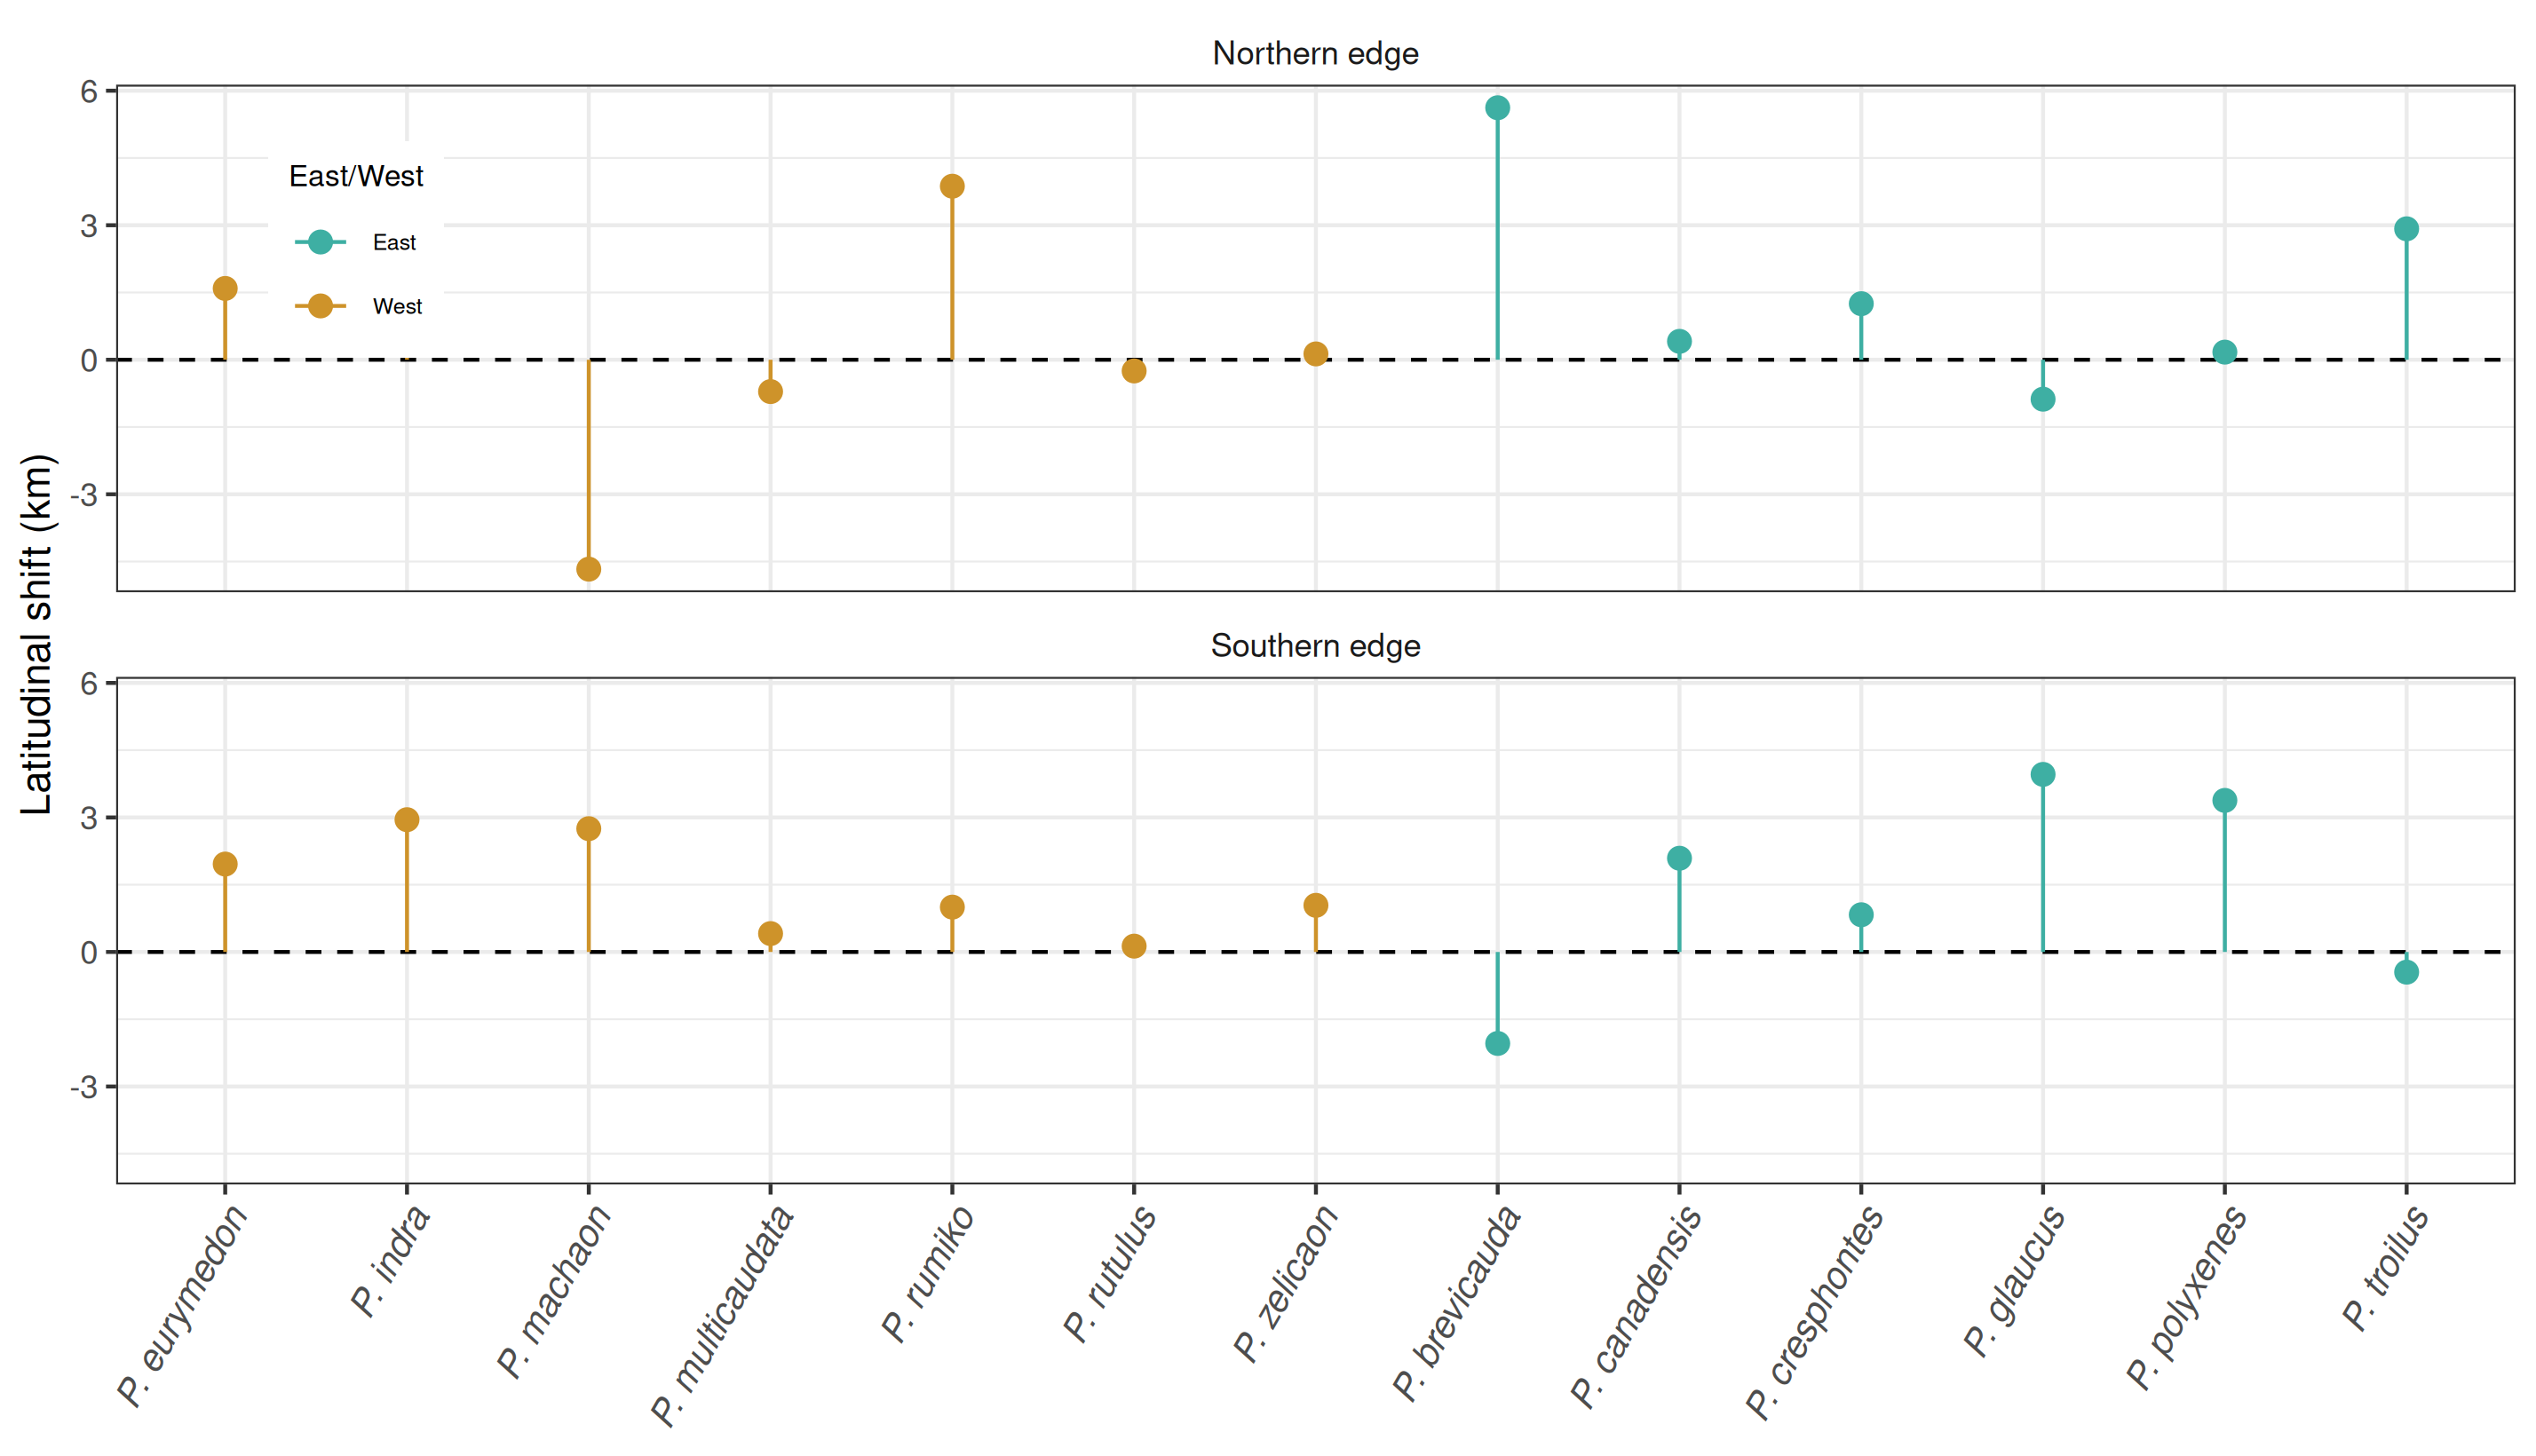 Northern edge
6
3
0
-3
East/West
East
West
Latitudinal shift (km)
Southern edge
6
3
0
-3
P. eurymedon
P. indra
P. machaon
P. multicaudata
P. rumiko
P. rutulus
P. zelicaon
P. brevicauda
P. canadensis
P. cresphontes
P. glaucus
P. polyxenes
P. troilus